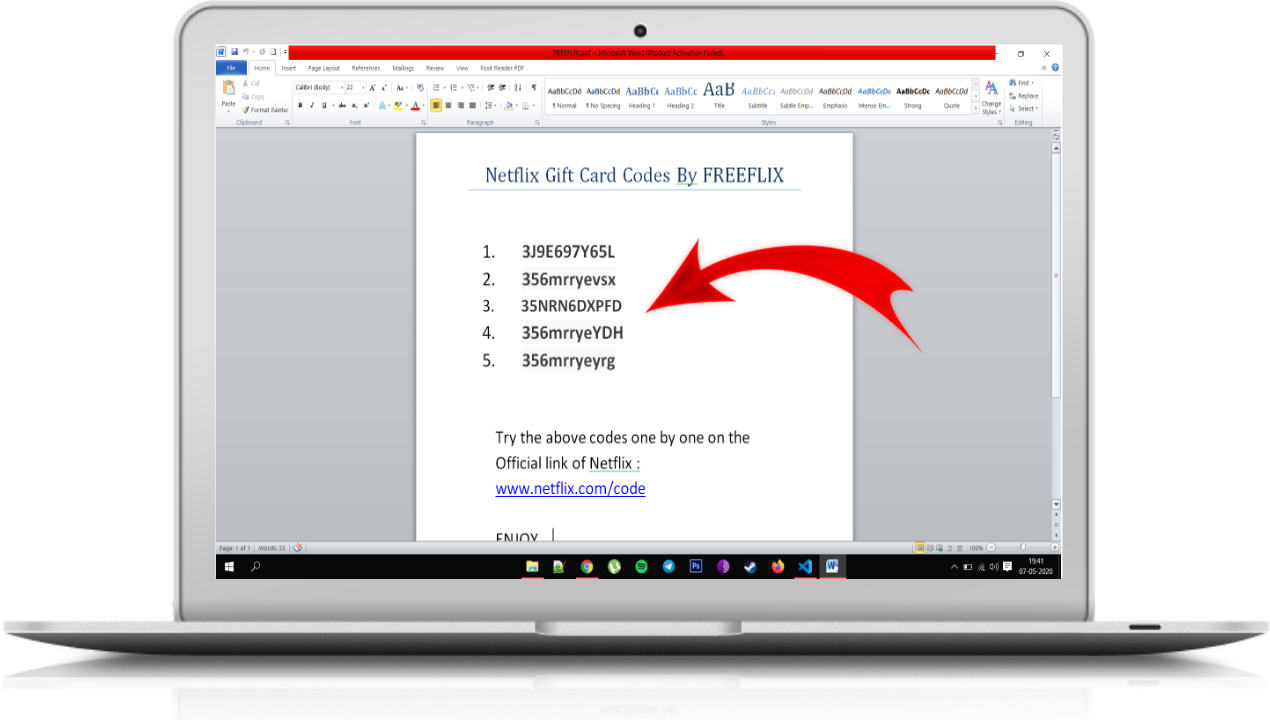 FREEFLIX.pdf - Microsoft Word (Product Activation Failed)
File Home Insert Page Layout References Mailings Review View Foxit Reader PDF
Cut
Copy
Format Painter
Paste
Calibri (Body) 22
AaBbCcDd AaBbCcDd AaBbCc AaBbCc AaB AaBbCc AaBbCcDd AaBbCcDd AaBbCcDd AaBbCcDc AaBbCcDd
¶ Normal ¶ No Spacing Heading 1 Heading 2 Title Subtitle Subtle Emp... Emphasis Intense Em... Strong Quote
Change Styles
Find
Replace
Select
Clipboard Font Paragraph Styles Editing
Netflix Gift Card Codes By FREEFLIX
1. 3J9E697Y65L
2. 356mrryevsx
3. 35NRN6DXPFD
4. 356mrryeYDH
5. 356mrryeyrg
Try the above codes one by one on the
Official link of Netflix :
www.netflix.com/code
ENJOY
Page: 1 of 1 Words: 33 100%
19:41
07-05-2020
MacBook Air